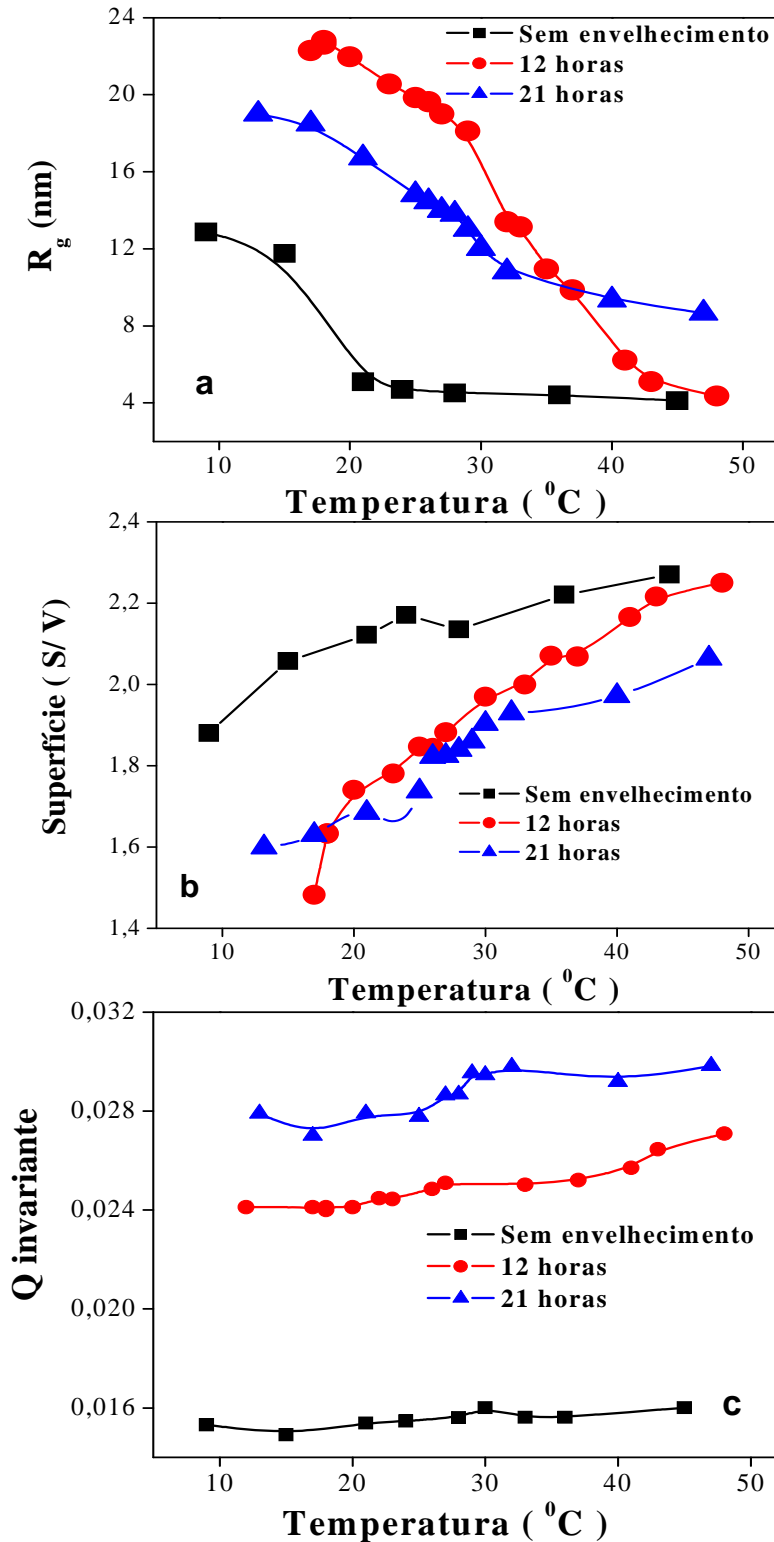 24
20
16
12
8
4
R g (nm)
Sem envelhecimento
12 horas
21 horas
a
10 20 30 40 50
Temperatura ( 0C )
2,4
2,2
2,0
1,8
1,6
1,4
Superfície ( S/ V)
Sem envelhecimento
12 horas
21 horas
b
10 20 30 40 50
Temperatura ( 0C )
0,032
0,028
0,024
0,020
0,016
Q invariante
Sem envelhecimento
12 horas
21 horas
c
10 20 30 40 50
Temperatura ( 0C )